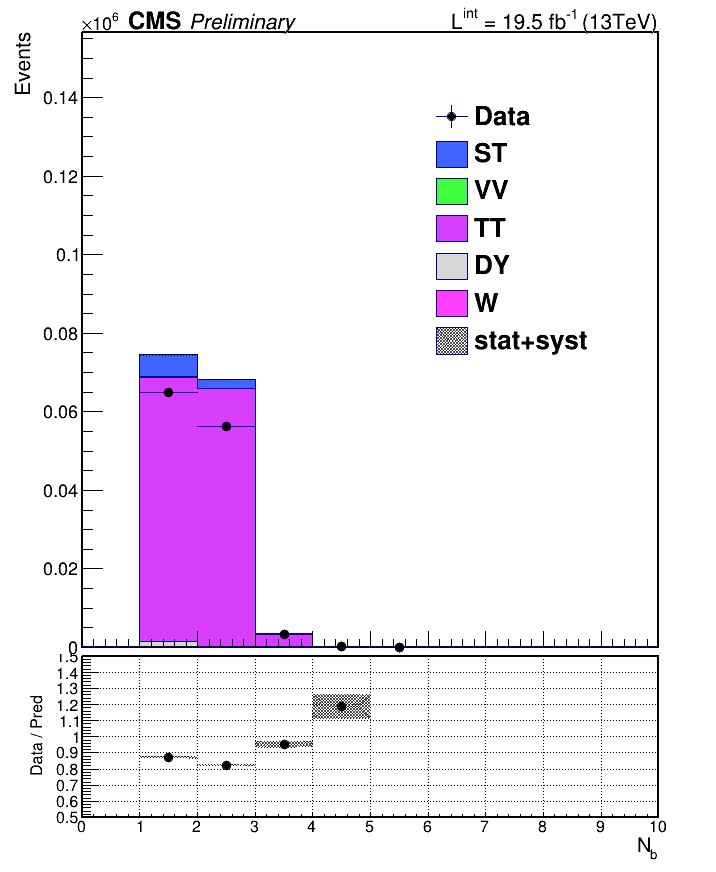 ×10⁶ CMS Preliminary L^int = 19.5 fb⁻¹ (13TeV)
Events
0.14
0.12
0.1
0.08
0.06
0.04
0.02
0
Data
ST
VV
TT
DY
W
stat+syst
Data / Pred
1.5
1.4
1.3
1.2
1.1
1
0.9
0.8
0.7
0.6
0.5
0 1 2 3 4 5 6 7 8 9 10
N_b